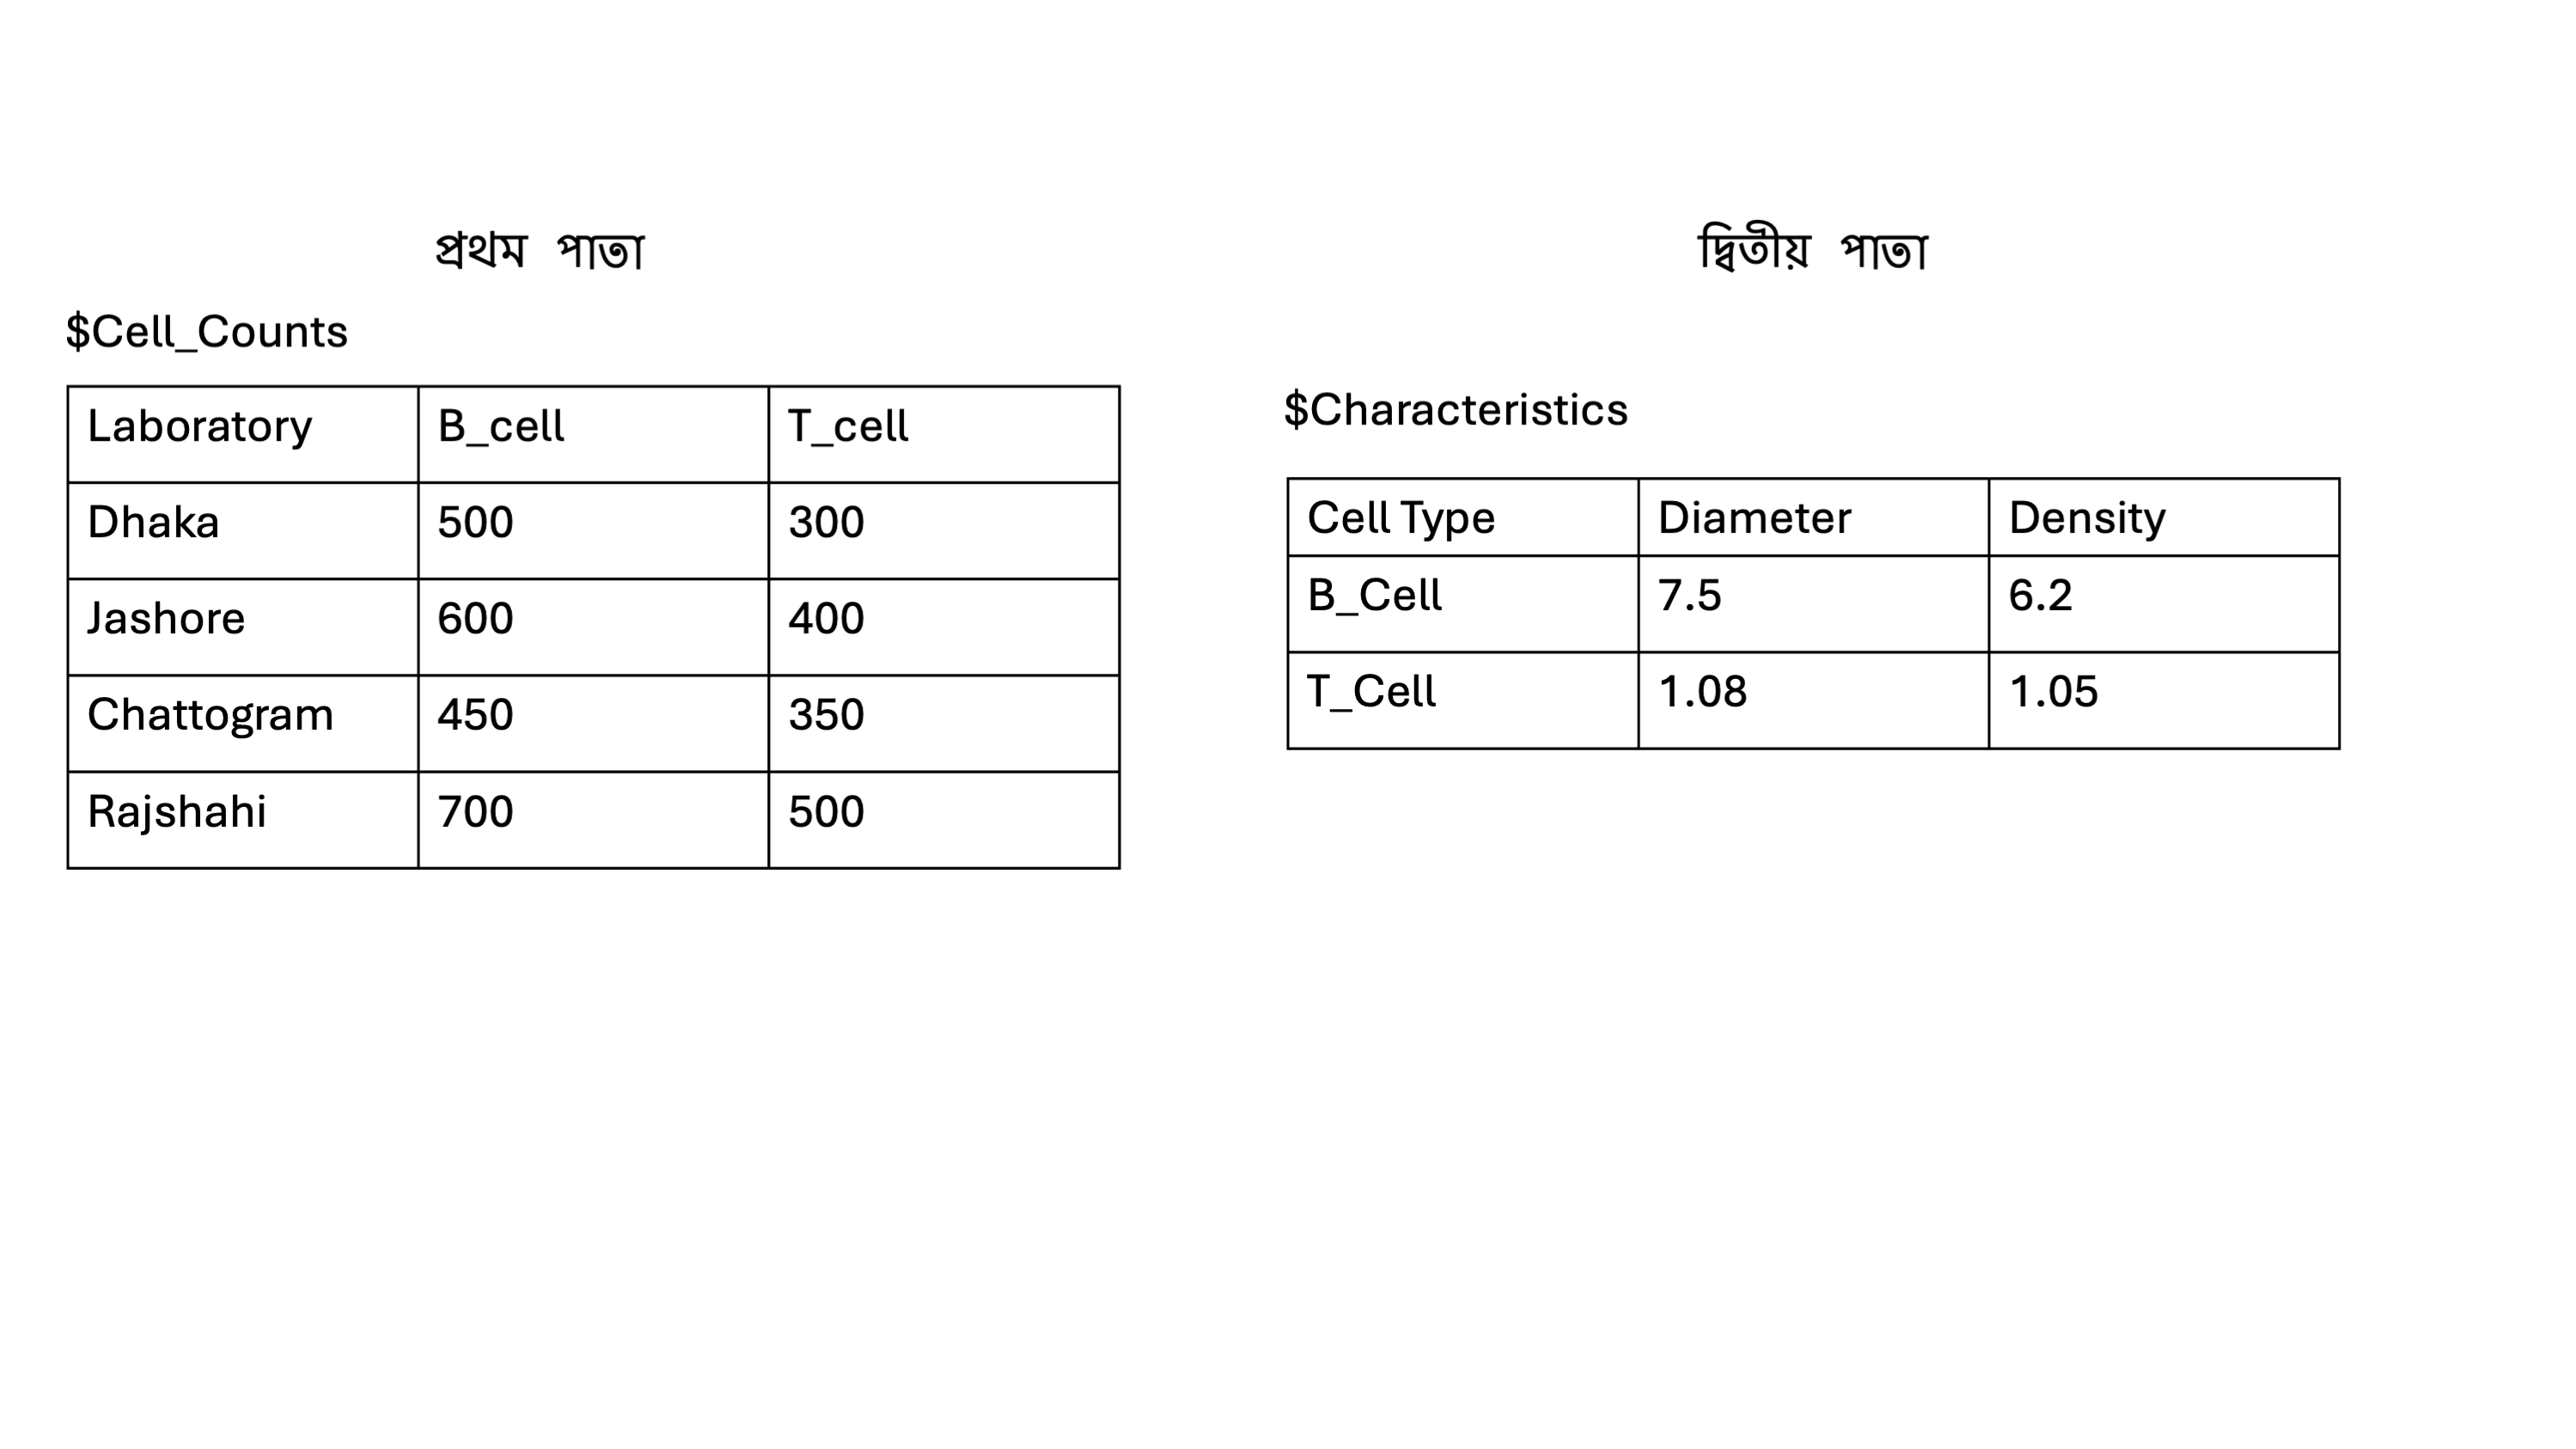 প্রথম পাতা
$Cell_Counts
Laboratory B_cell T_cell
Dhaka 500 300
Jashore 600 400
Chattogram 450 350
Rajshahi 700 500
দ্বিতীয় পাতা
$Characteristics
Cell Type Diameter Density
B_Cell 7.5 6.2
T_Cell 1.08 1.05